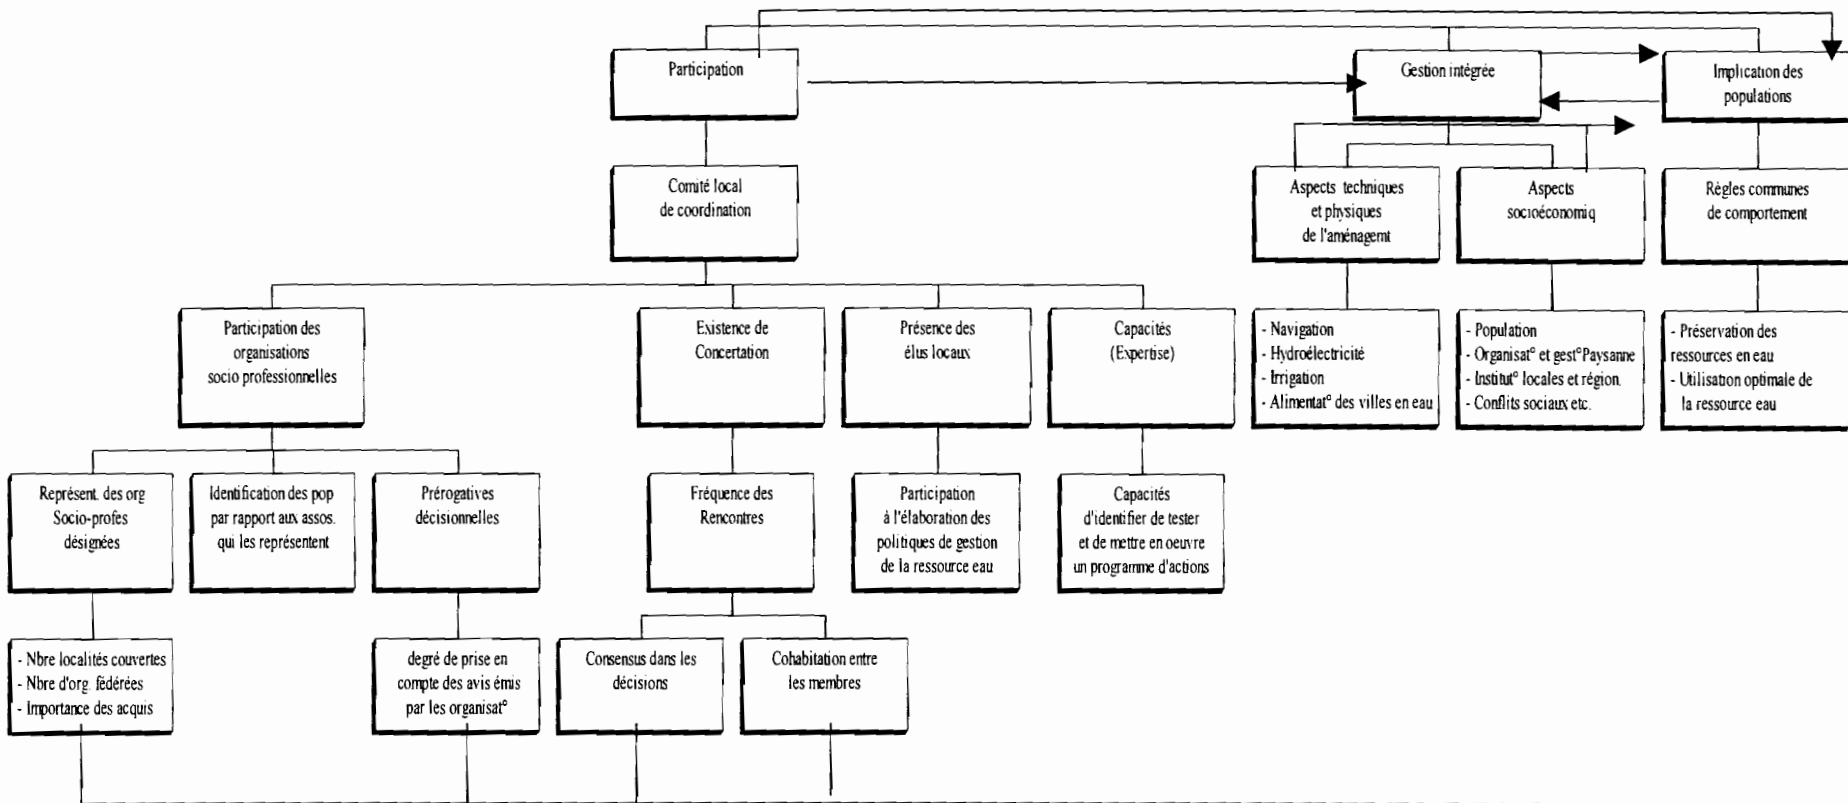 Participation
Gestion intégrée
Implication des
populations
Comité local
de coordination
Aspects techniques
et physiques
de l'aménagemt
Aspects
socioéconomiq
Règles communes
de comportement
Participation des
organisations
socio professionnelles
Existence de
Concertation
Présence des
élus locaux
Capacités
(Expertise)
- Navigation
- Hydroélectricité
- Irrigation
- Alimentat° des villes en eau
- Population
- Organisat° et gest°Paysanne
- Institut° locales et région.
- Conflits sociaux etc.
- Préservation des
ressources en eau
- Utilisation optimale de
la ressource eau
Représent. des org
Socio-profes
désignées
Identification des pop
par rapport aux assos.
qui les représentent
Prérogatives
décisionnelles
Fréquence des
Rencontres
Participation
à l'élaboration des
politiques de gestion
de la ressource eau
Capacités
d'identifier de tester
et de mettre en oeuvre
un programme d'actions
- Nbre localités couvertes
- Nbre d'org. fédérées
- Importance des acquis
degré de prise en
compte des avis émis
par les organisat°
Consensus dans les
décisions
Cohabitation entre
les membres